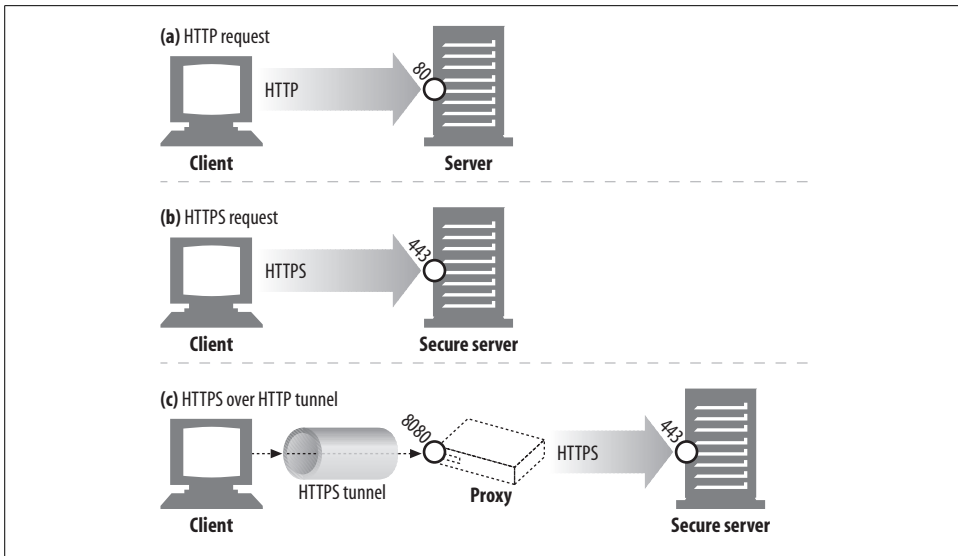 (a) HTTP request
HTTP
80
Client
Server
(b) HTTPS request
HTTPS
443
Client
Secure server
(c) HTTPS over HTTP tunnel
8080
443
HTTPS
HTTPS tunnel
Proxy
Client
Secure server